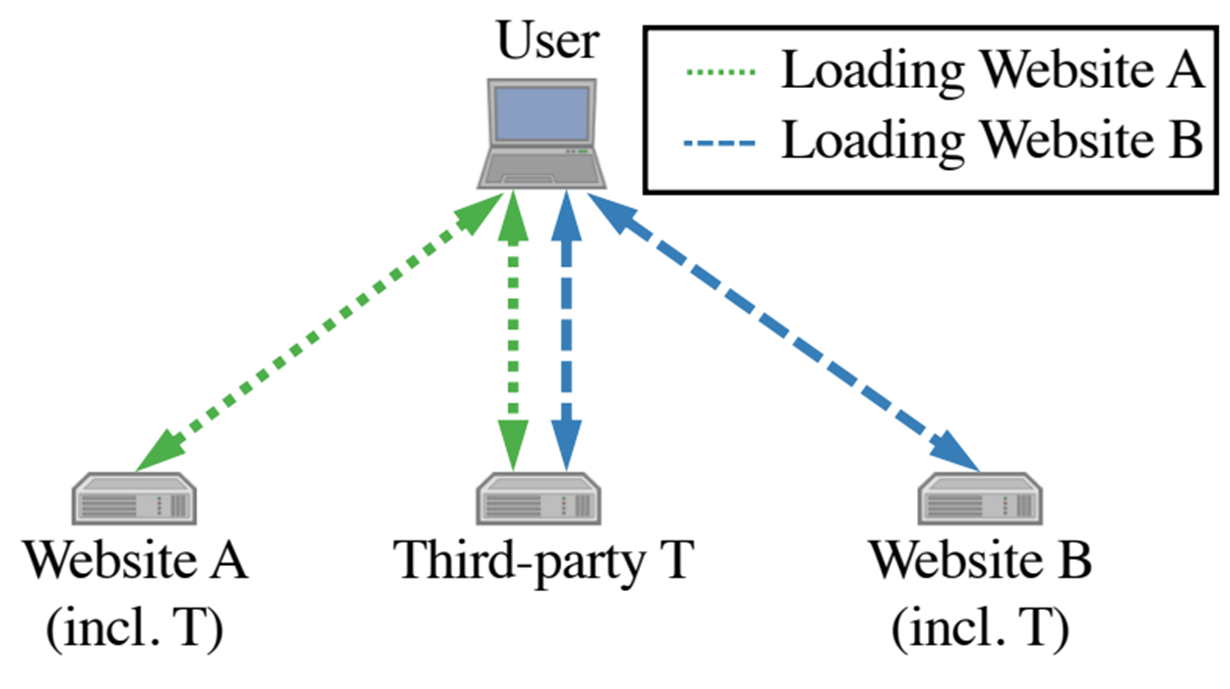 User
Loading Website A
Loading Website B
Website A
(incl. T)
Third-party T
Website B
(incl. T)